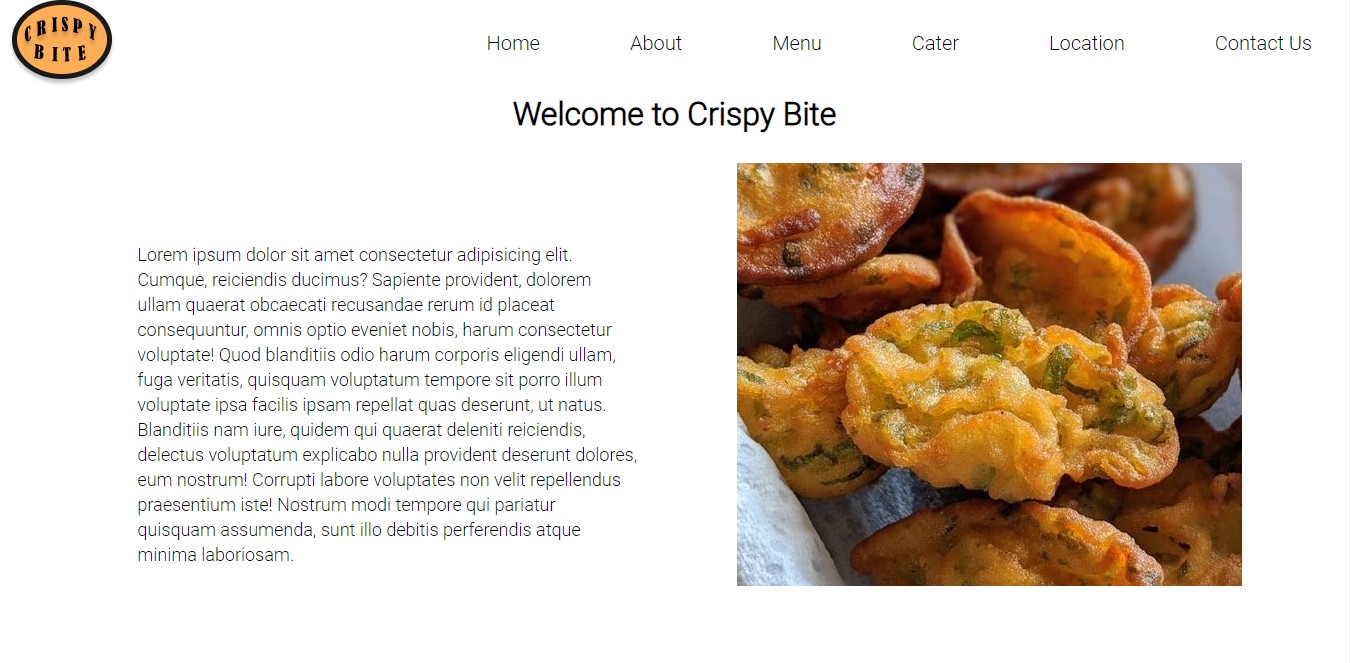 CRISPY
BITE
Home About Menu Cater Location Contact Us
Welcome to Crispy Bite
Lorem ipsum dolor sit amet consectetur adipisicing elit.
Cumque, reiciendis ducimus? Sapiente provident, dolorem
ullam quaerat obcaecati recusandae rerum id placeat
consequuntur, omnis optio eveniet nobis, harum consectetur
voluptate! Quod blanditiis odio harum corporis eligendi ullam,
fuga veritatis, quisquam voluptatum tempore sit porro illum
voluptate ipsa facilis ipsam repellat quas deserunt, ut natus.
Blanditiis nam iure, quidem qui quaerat deleniti reiciendis,
delectus voluptatum explicabo nulla provident deserunt dolores,
eum nostrum! Corrupti labore voluptates non velit repellendus
praesentium iste! Nostrum modi tempore qui pariatur
quisquam assumenda, sunt illo debitis perferendis atque
minima laboriosam.